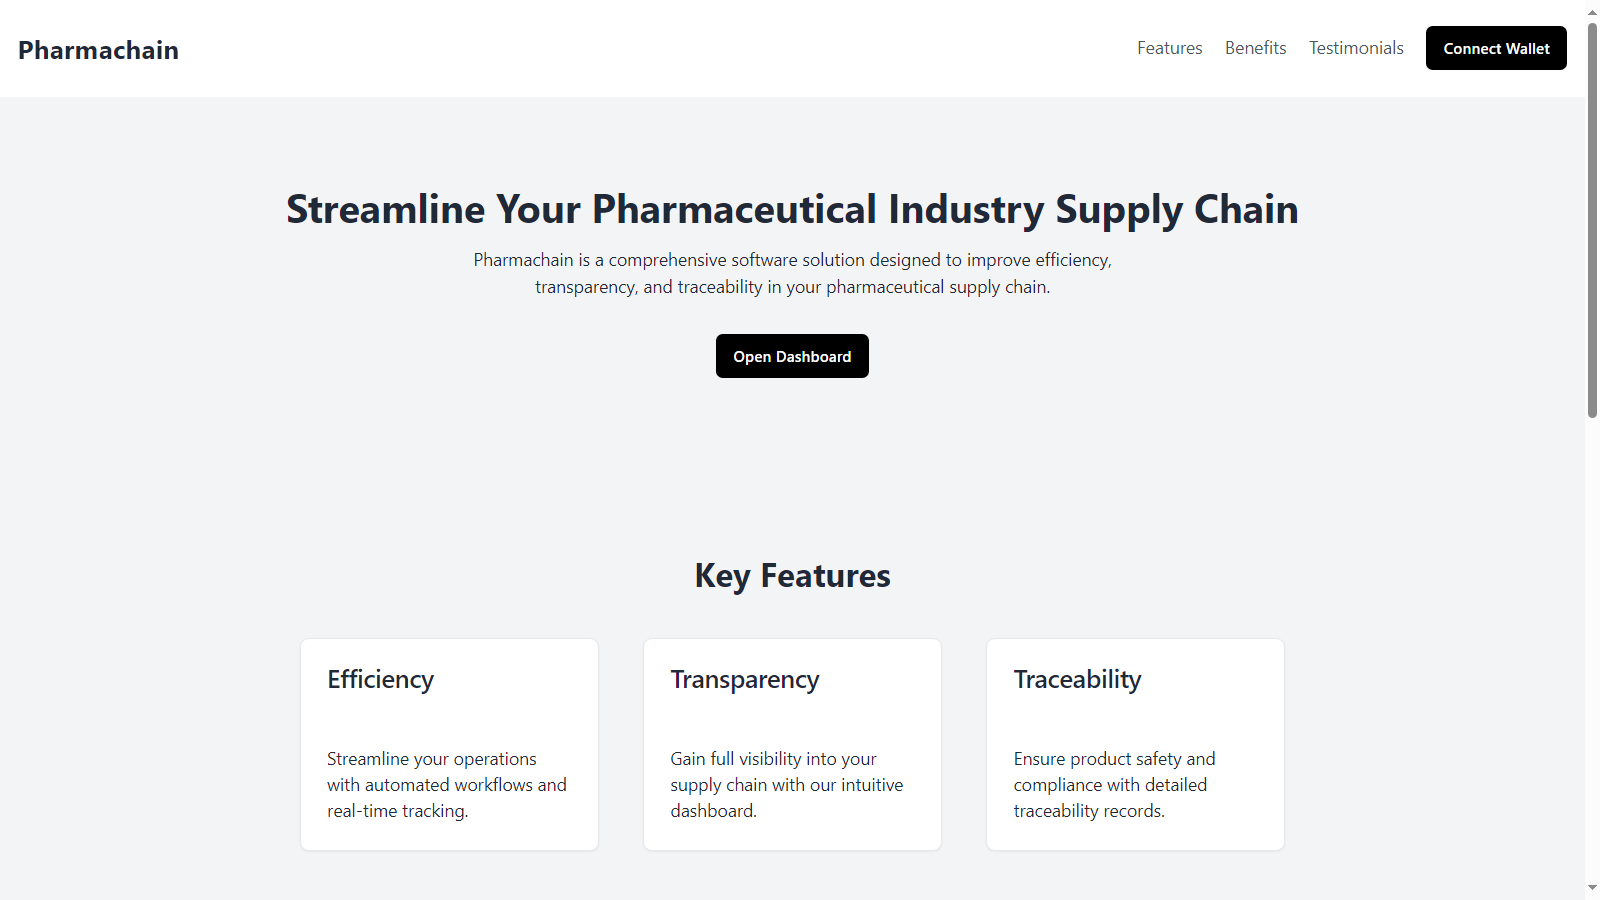 Pharmachain
Features
Benefits
Testimonials
Connect Wallet
Streamline Your Pharmaceutical Industry Supply Chain
Pharmachain is a comprehensive software solution designed to improve efficiency,
transparency, and traceability in your pharmaceutical supply chain.
Open Dashboard
Key Features
Efficiency
Streamline your operations
with automated workflows and
real-time tracking.
Transparency
Gain full visibility into your
supply chain with our intuitive
dashboard.
Traceability
Ensure product safety and
compliance with detailed
traceability records.